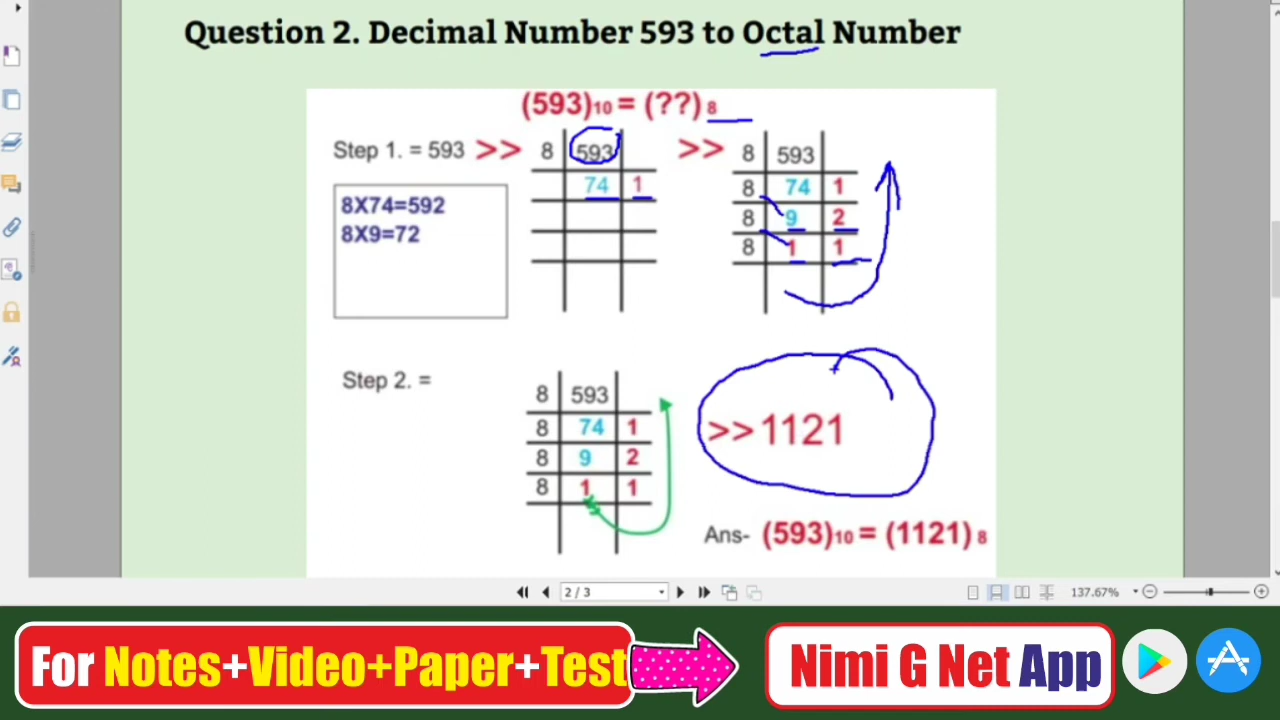 Question 2. Decimal Number 593 to Octal Number
(593)10 = (??) 8
Step 1. = 593 >> 8 593 >> 8 593
74 1 8 74 1
8X74=592
8 9 2
8X9=72
8 1 1
Step 2. =
8 593
8 74 1
8 9 2
8 1 1
>>1121
Ans- (593)10 = (1121) 8
2 / 3
137.67%
For Notes+Video+Paper+Test
Nimi G Net App